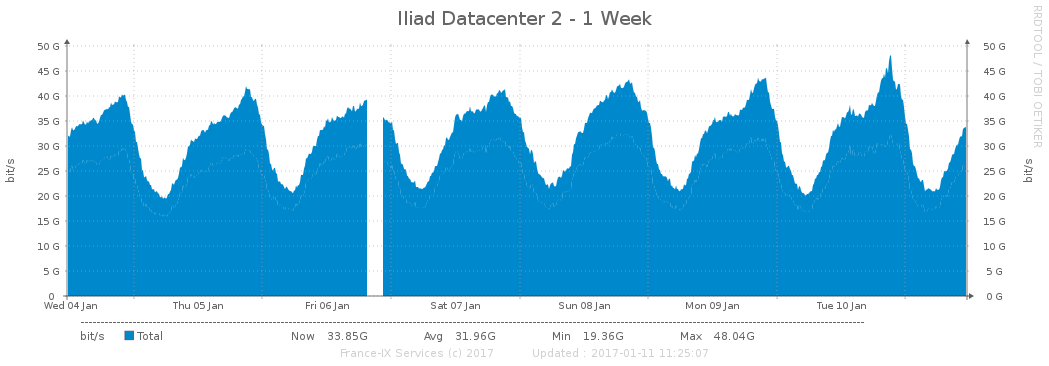 Iliad Datacenter 2 - 1 Week
RRDTOOL / TOBI OETIKER
bit/s
50 G 50 G
45 G 45 G
40 G 40 G
35 G 35 G
30 G 30 G
25 G 25 G
20 G 20 G
15 G 15 G
10 G 10 G
5 G 5 G
0 0 G
bit/s
Wed 04 Jan Thu 05 Jan Fri 06 Jan Sat 07 Jan Sun 08 Jan Mon 09 Jan Tue 10 Jan
bit/s Total Now 33.85G Avg 31.96G Min 19.36G Max 48.04G
France-IX Services (c) 2017 Updated : 2017-01-11 11:25:07